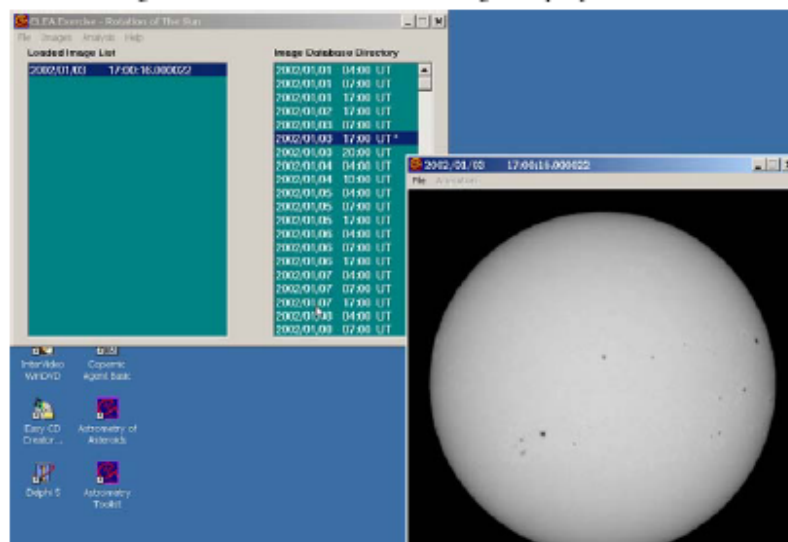 CLEA Exercise - Rotation of The Sun
File Images Analysis Help
Loaded Image List
2002/01/03 17:00:16.000022
Image Database Directory
2002/01/01 04:00 UT
2002/01/01 07:00 UT
2002/01/01 17:00 UT
2002/01/02 17:00 UT
2002/01/03 07:00 UT
2002/01/03 17:00 UT*
2002/01/03 20:00 UT
2002/01/04 04:00 UT
2002/01/04 10:00 UT
2002/01/05 04:00 UT
2002/01/05 07:00 UT
2002/01/05 17:00 UT
2002/01/06 04:00 UT
2002/01/06 07:00 UT
2002/01/06 17:00 UT
2002/01/07 04:00 UT
2002/01/07 07:00 UT
2002/01/07 17:00 UT
2002/01/08 04:00 UT
2002/01/08 07:00 UT
2002/01/03 17:00:16.000022
File Animation
InterVideo
WinDVD
Copernic
Agent Basic
Easy CD
Creator...
Astrometry of
Asteroids
Delphi 5
Astrometry
Toolkit